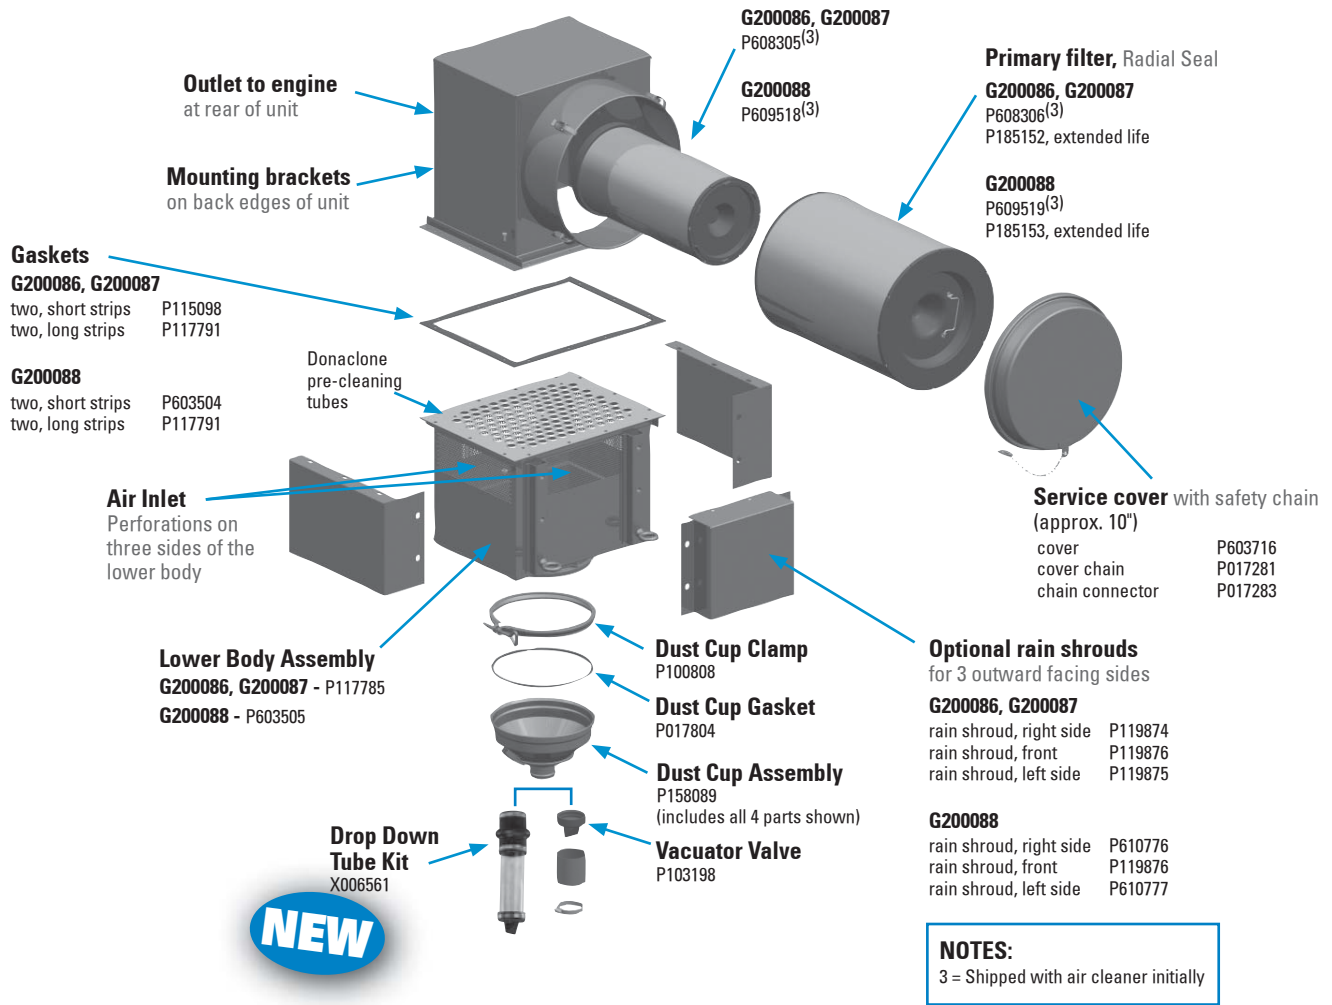 G200086, G200087
P608305(3)
G200088
P609518(3)
Primary filter, Radial Seal
G200086, G200087
P608306(3)
P185152, extended life
G200088
P609519(3)
P185153, extended life
Outlet to engine
at rear of unit
Mounting brackets
on back edges of unit
Gaskets
G200086, G200087
two, short strips P115098
two, long strips P117791
G200088
two, short strips P603504
two, long strips P117791
Donaclone
pre-cleaning
tubes
Air Inlet
Perforations on
three sides of the
lower body
Service cover with safety chain
(approx. 10")
cover P603716
cover chain P017281
chain connector P017283
Lower Body Assembly
G200086, G200087 - P117785
G200088 - P603505
Dust Cup Clamp
P100808
Dust Cup Gasket
P017804
Dust Cup Assembly
P158089
(includes all 4 parts shown)
Vacuator Valve
P103198
Drop Down
Tube Kit
X006561
NEW
Optional rain shrouds
for 3 outward facing sides
G200086, G200087
rain shroud, right side P119874
rain shroud, front P119876
rain shroud, left side P119875
G200088
rain shroud, right side P610776
rain shroud, front P119876
rain shroud, left side P610777
NOTES:
3 = Shipped with air cleaner initially